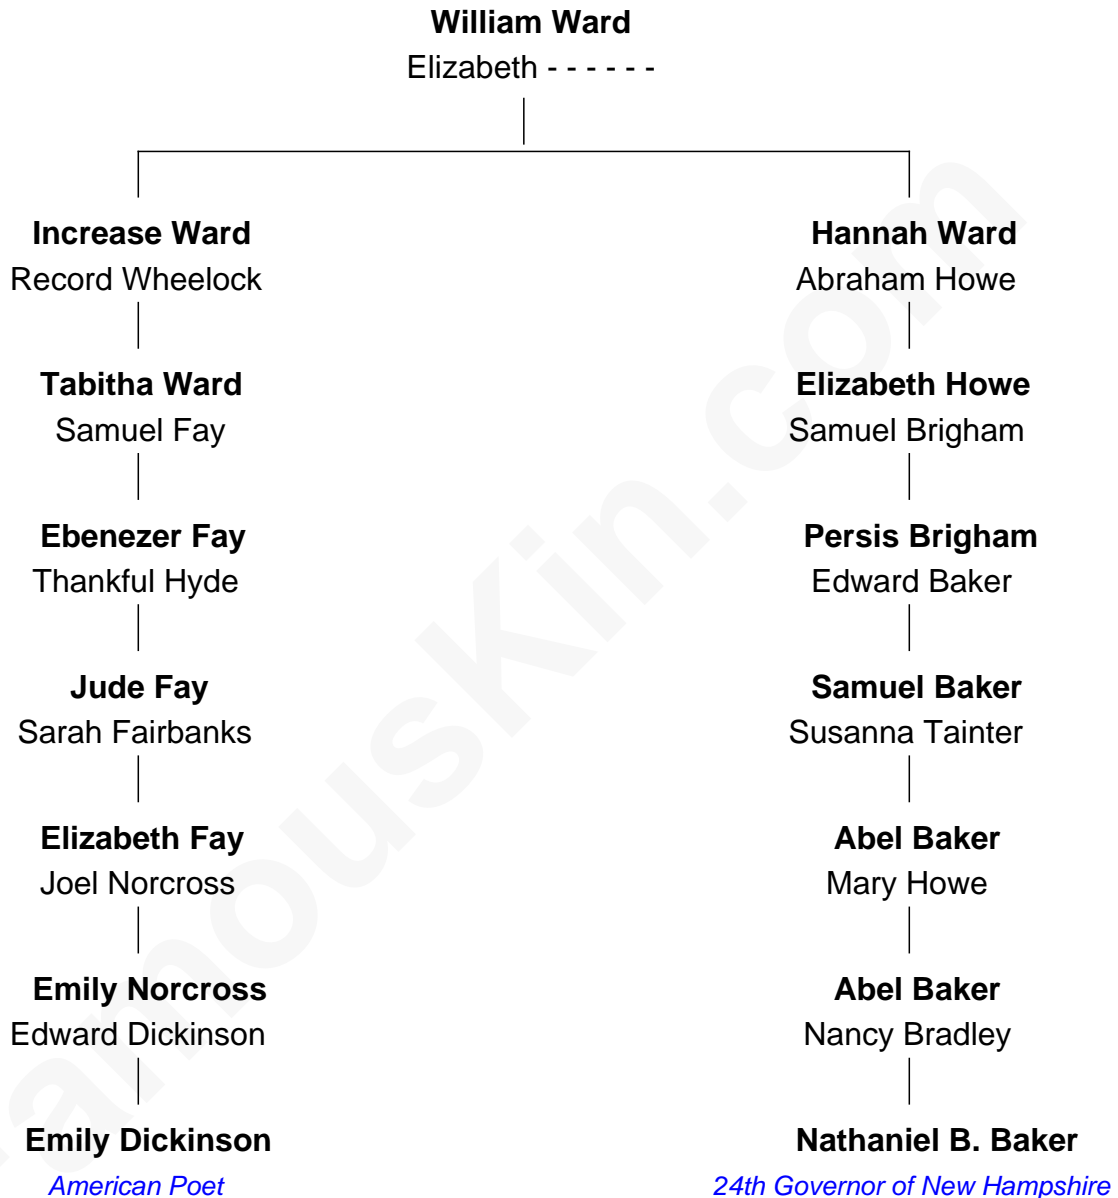 William Ward
Elizabeth - - - - - -
Increase Ward
Record Wheelock
Hannah Ward
Abraham Howe
Tabitha Ward
Samuel Fay
Elizabeth Howe
Samuel Brigham
Ebenezer Fay
Thankful Hyde
Persis Brigham
Edward Baker
Jude Fay
Sarah Fairbanks
Samuel Baker
Susanna Tainter
Elizabeth Fay
Joel Norcross
Abel Baker
Mary Howe
Emily Norcross
Edward Dickinson
Abel Baker
Nancy Bradley
Emily Dickinson
American Poet
Nathaniel B. Baker
24th Governor of New Hampshire
amousKin.com